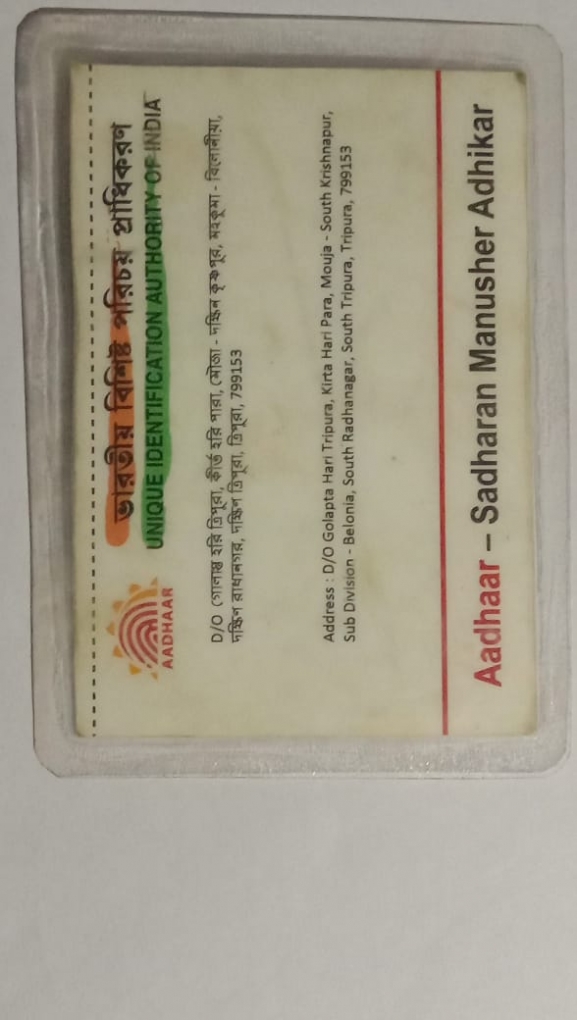 ভারতীয় বিশিষ্ট পরিচয় প্রাধিকরণ
UNIQUE IDENTIFICATION AUTHORITY OF INDIA
AADHAAR
D/O গোলাপ্ত হরি ত্রিপুরা, কীর্ত হরি পারা, মৌজা - দক্ষিন কৃষ্ণপুর, মহকুমা - বিলোনীয়া,
দক্ষিন রাধানগর, দক্ষিন ত্রিপুরা, ত্রিপুরা, 799153
Address : D/O Golapta Hari Tripura, Kirta Hari Para, Mouja - South Krishnapur,
Sub Division - Belonia, South Radhanagar, South Tripura, Tripura, 799153
Aadhaar – Sadharan Manusher Adhikar